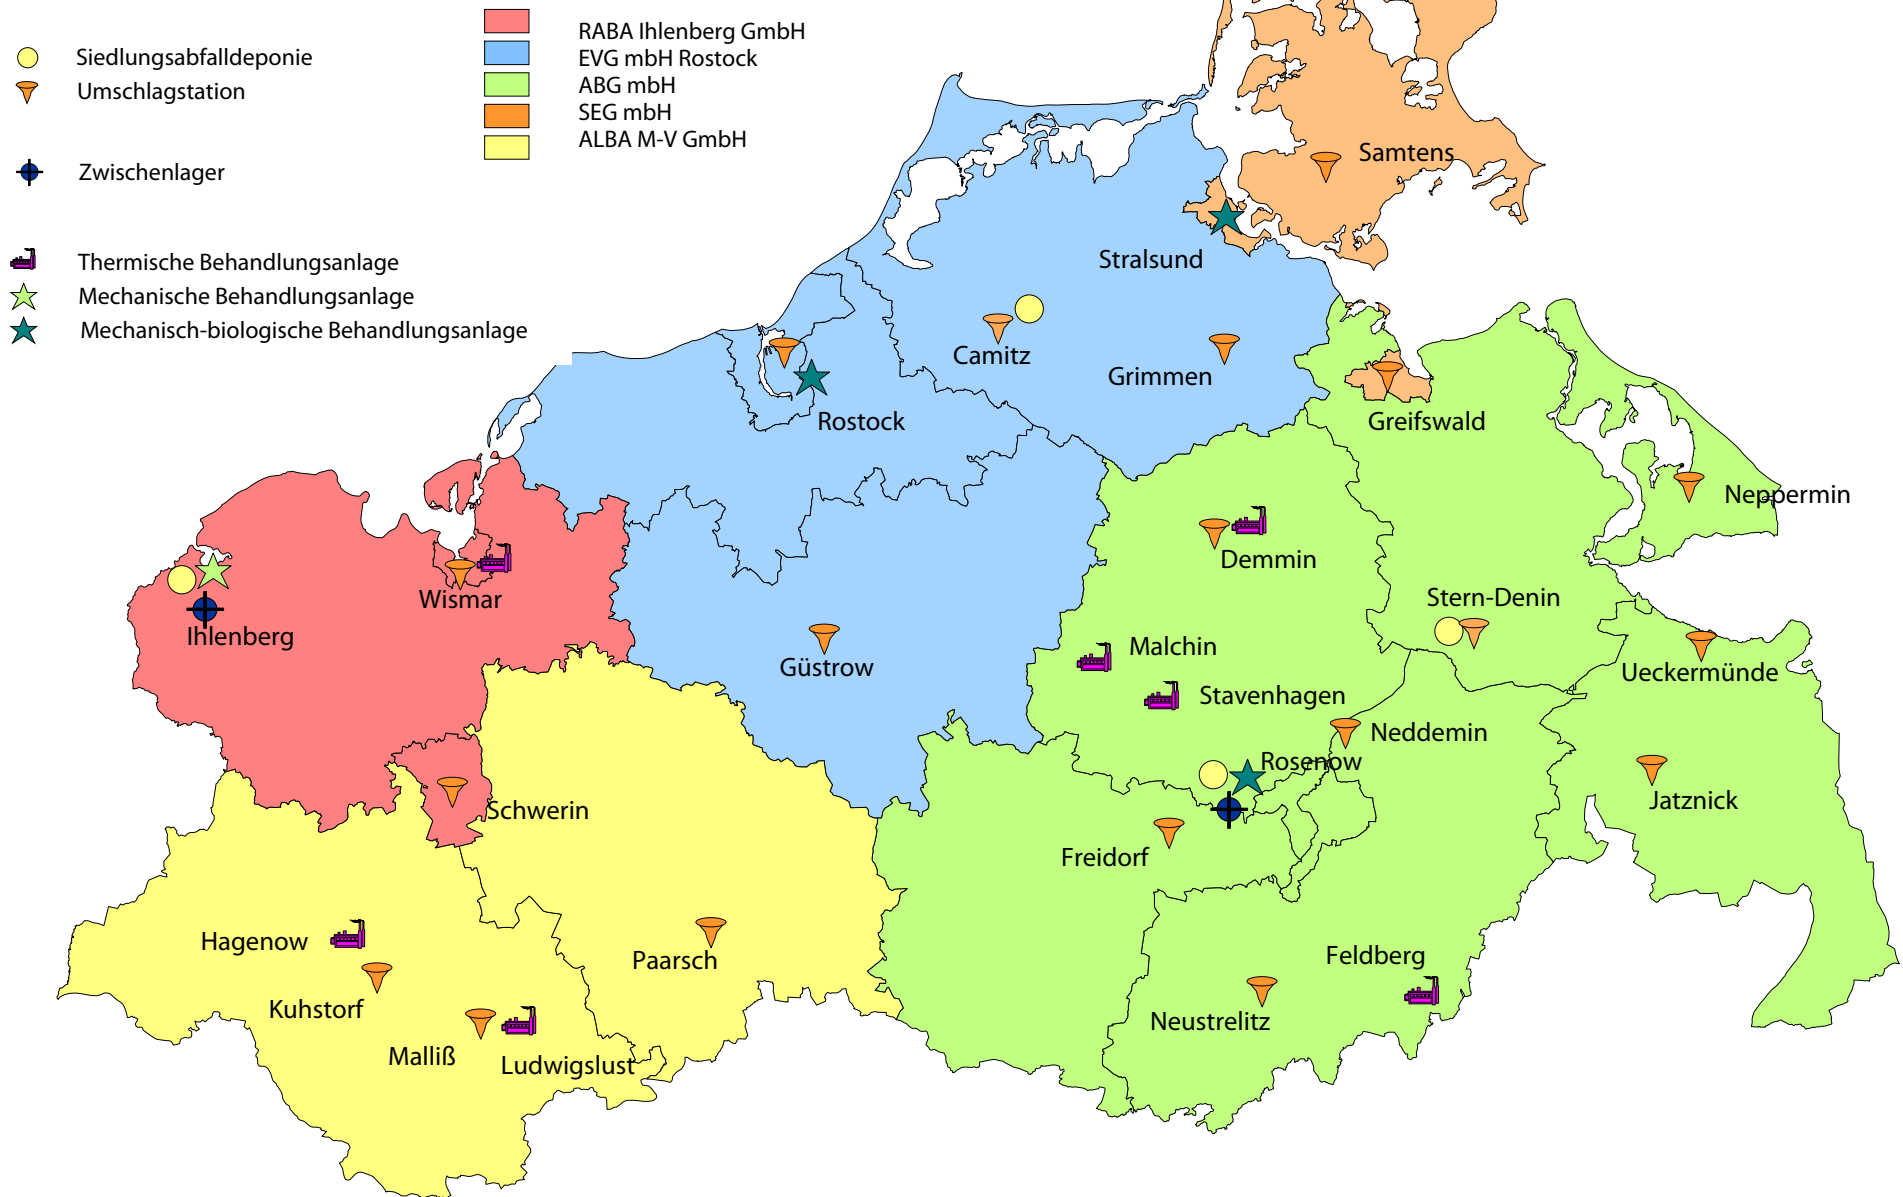 Siedlungsabfalldeponie
Umschlagstation
Zwischenlager
Thermische Behandlungsanlage
Mechanische Behandlungsanlage
Mechanisch-biologische Behandlungsanlage
RABA Ihlenberg GmbH
EVG mbH Rostock
ABG mbH
SEG mbH
ALBA M-V GmbH
Samtens
Stralsund
Camitz
Grimmen
Rostock
Greifswald
Neppermin
Demmin
Wismar
Stern-Denin
Ihlenberg
Malchin
Güstrow
Ueckermünde
Stavenhagen
Neddemin
Rosenow
Jatznick
Schwerin
Freidorf
Hagenow
Paarsch
Feldberg
Kuhstorf
Neustrelitz
Malliß
Ludwigslust